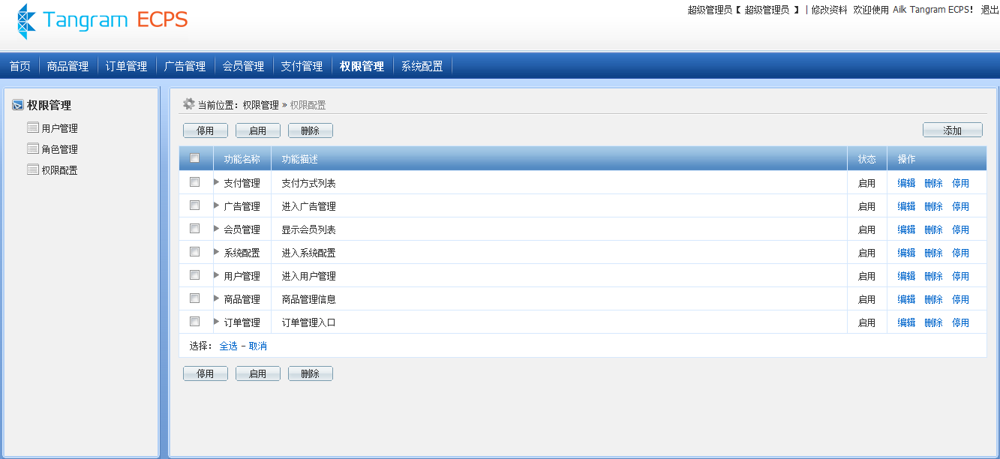 Tangram ECPS
超级管理员【 超级管理员 】 | 修改资料 欢迎使用 Ailk Tangram ECPS! 退出
首页 商品管理 订单管理 广告管理 会员管理 支付管理 权限管理 系统配置
权限管理
用户管理
角色管理
权限配置
当前位置：权限管理 » 权限配置
停用 启用 删除 添加
功能名称 功能描述 状态 操作
支付管理 支付方式列表 启用 编辑 删除 停用
广告管理 进入广告管理 启用 编辑 删除 停用
会员管理 显示会员列表 启用 编辑 删除 停用
系统配置 进入系统配置 启用 编辑 删除 停用
用户管理 进入用户管理 启用 编辑 删除 停用
商品管理 商品管理信息 启用 编辑 删除 停用
订单管理 订单管理入口 启用 编辑 删除 停用
选择： 全选 - 取消
停用 启用 删除